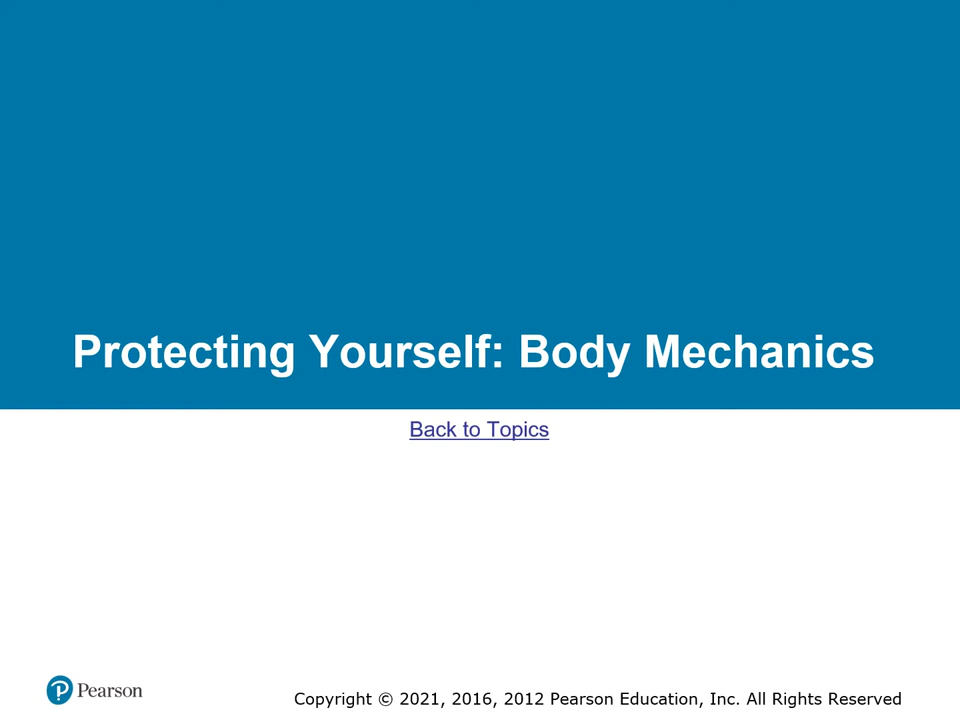 Protecting Yourself: Body Mechanics
Back to Topics
Pearson
Copyright © 2021, 2016, 2012 Pearson Education, Inc. All Rights Reserved